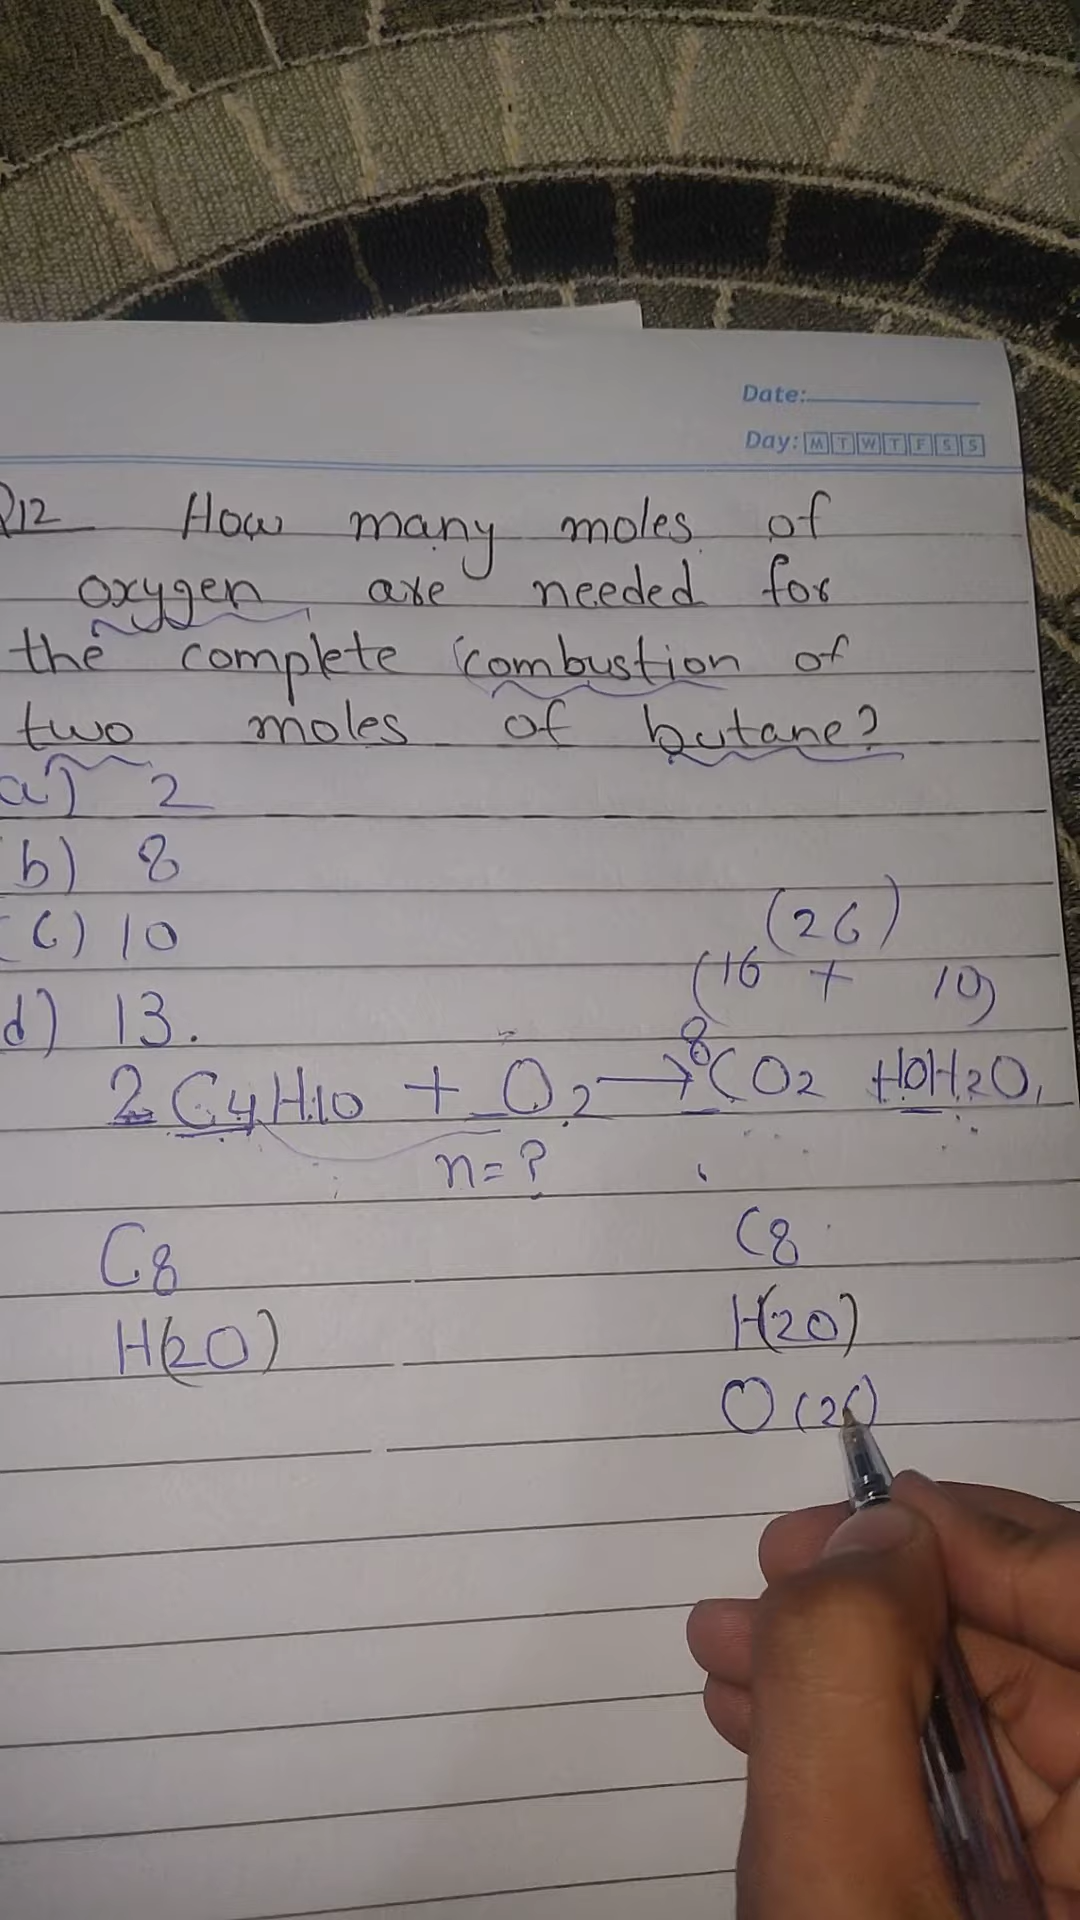 Date:
Day: M T W T F S S
Q12 How many moles of
oxygen are needed for
the complete combustion of
two moles of butane?
a) 2
(b) 8
(C) 10
d) 13.
(26)
(16 + 10)
2 C4H10 + O2 → 8CO2 + 10H2O
n = ?
C8 C8
H(20) H(20)
O (26)